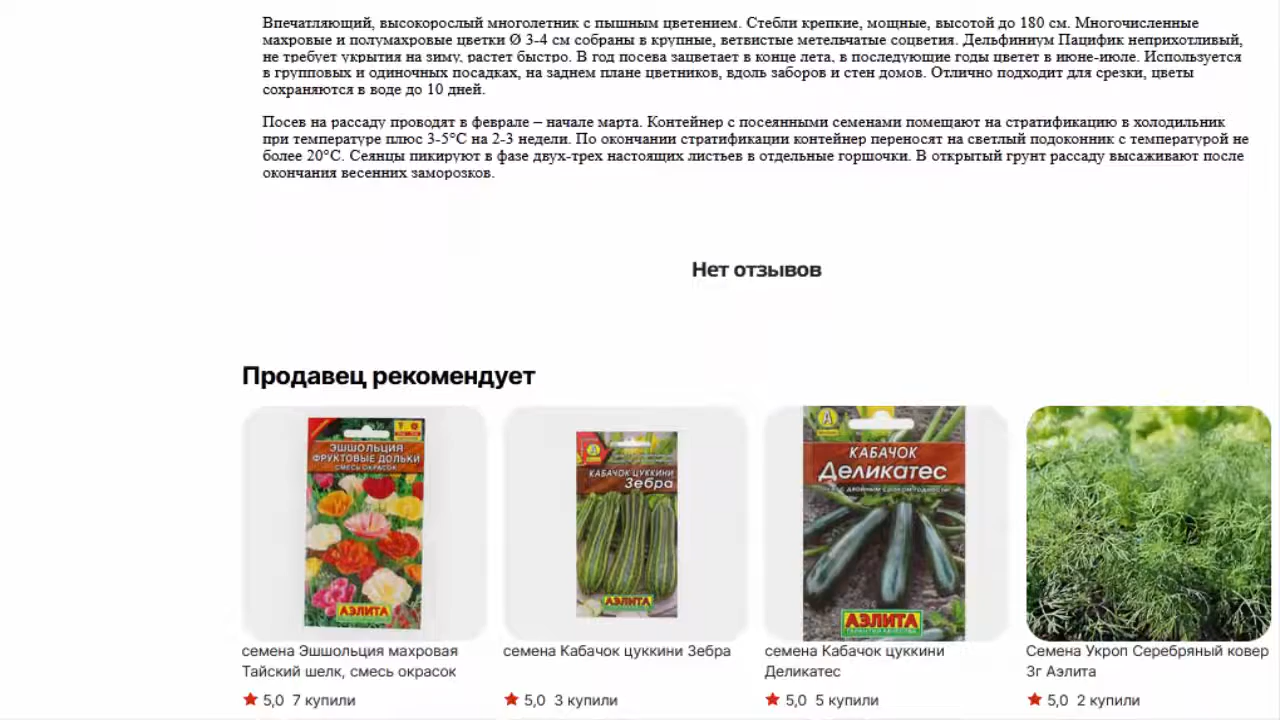 Впечатляющий, высокорослый многолетник с пышным цветением. Стебли крепкие, мощные, высотой до 180 см. Многочисленные
махровые и полумахровые цветки Ø 3-4 см собраны в крупные, ветвистые метельчатые соцветия. Дельфиниум Пацифик неприхотливый,
не требует укрытия на зиму, растет быстро. В год посева зацветает в конце лета, в последующие годы цветет в июне-июле. Используется
в групповых и одиночных посадках, на заднем плане цветников, вдоль заборов и стен домов. Отлично подходит для срезки, цветы
сохраняются в воде до 10 дней.
Посев на рассаду проводят в феврале – начале марта. Контейнер с посеянными семенами помещают на стратификацию в холодильник
при температуре плюс 3-5°С на 2-3 недели. По окончании стратификации контейнер переносят на светлый подоконник с температурой не
более 20°С. Сеянцы пикируют в фазе двух-трех настоящих листьев в отдельные горшочки. В открытый грунт рассаду высаживают после
окончания весенних заморозков.
Нет отзывов
Продавец рекомендует
ЭШШОЛЬЦИЯ
ФРУКТОВЫЕ ДОЛЬКИ
СМЕСЬ ОКРАСОК
АЭЛИТА
КАБАЧОК ЦУККИНИ
Зебра
АЭЛИТА
КАБАЧОК
Деликатес
АЭЛИТА
семена Эшшольция махровая
Тайский шелк, смесь окрасок
5,0 7 купили
семена Кабачок цуккини Зебра
5,0 3 купили
семена Кабачок цуккини
Деликатес
5,0 5 купили
Семена Укроп Серебряный ковер
3г Аэлита
5,0 2 купили